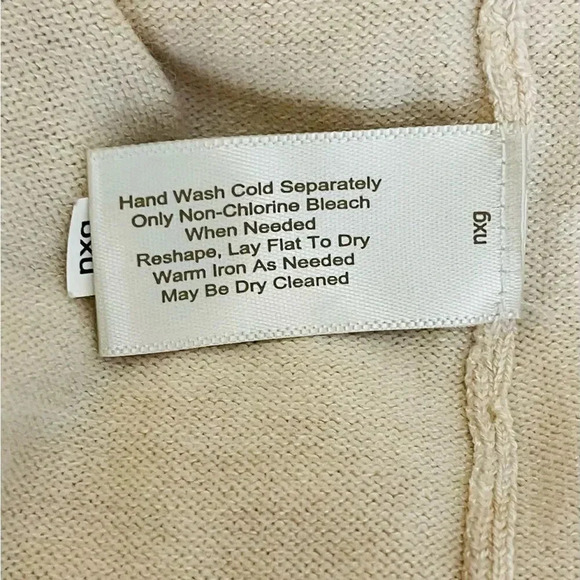 Hand Wash Cold Separately
Only Non-Chlorine Bleach
When Needed
Reshape, Lay Flat To Dry
Warm Iron As Needed
May Be Dry Cleaned
nxg
nxg